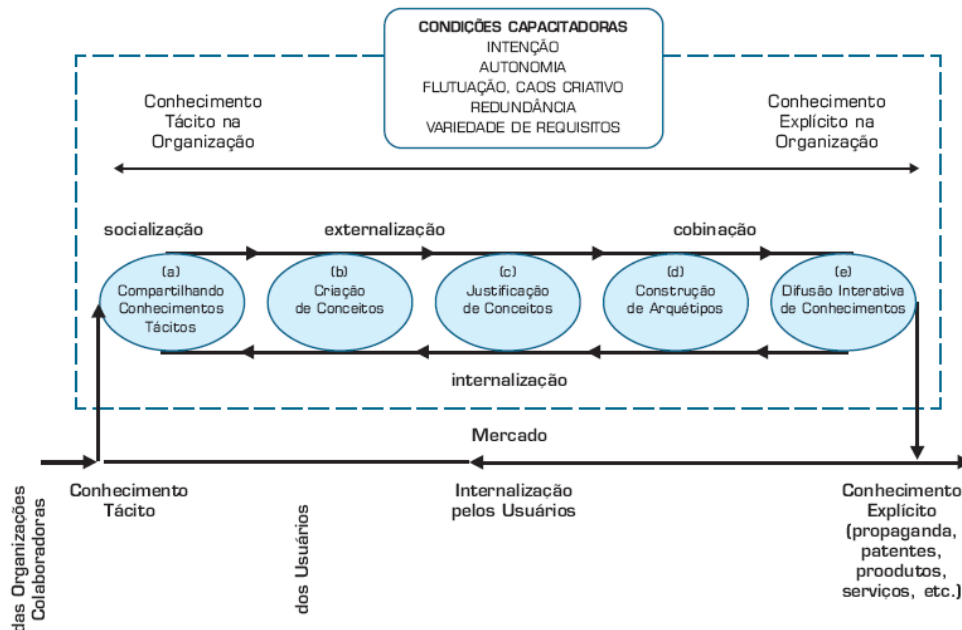 CONDIÇÕES CAPACITADORAS
INTENÇÃO
AUTONOMIA
FLUTUAÇÃO, CAOS CRIATIVO
REDUNDÂNCIA
VARIEDADE DE REQUISITOS
Conhecimento
Tácito na
Organização
Conhecimento
Explícito na
Organização
socialização
externalização
cobinação
(a)
Compartilhando
Conhecimentos
Tácitos
(b)
Criação
de Conceitos
(c)
Justificação
de Conceitos
(d)
Construção
de Arquétipos
(e)
Difusão Interativa
de Conhecimentos
internalização
Mercado
Conhecimento
Tácito
Internalização
pelos Usuários
Conhecimento
Explícito
(propaganda,
patentes,
proodutos,
serviços, etc.)
das Organizações
Colaboradoras
dos Usuários